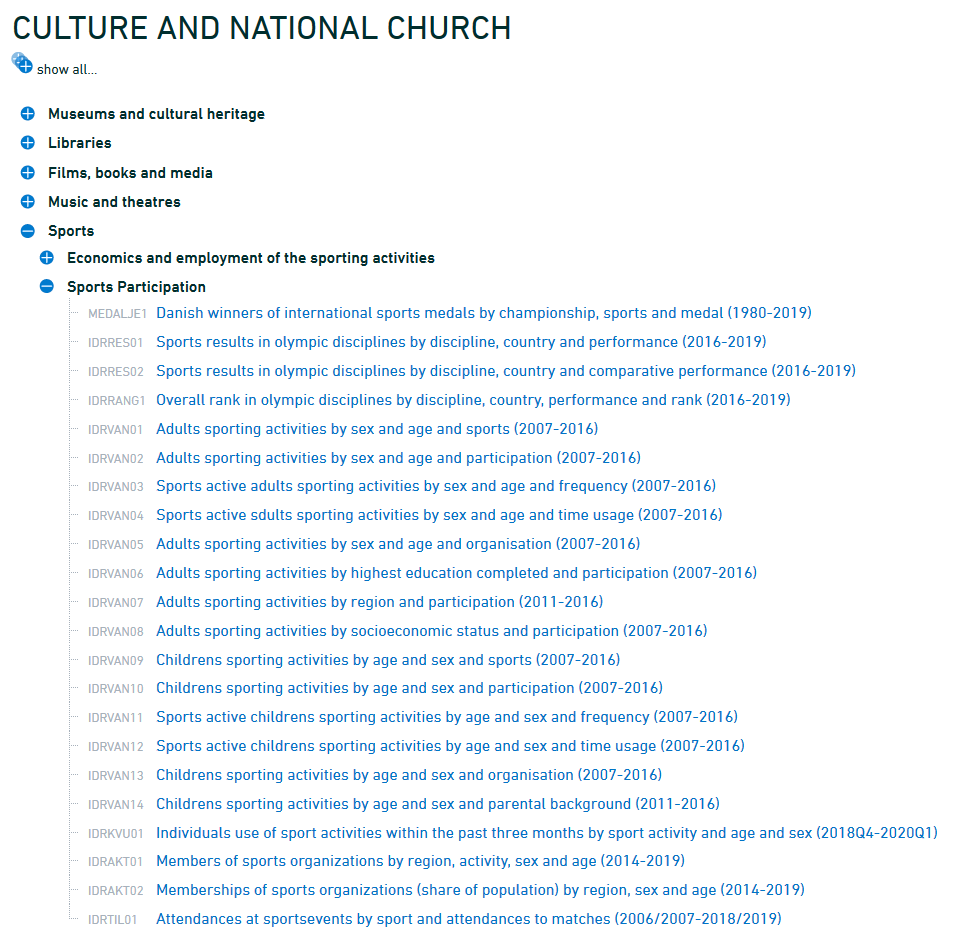 CULTURE AND NATIONAL CHURCH
show all...
Museums and cultural heritage
Libraries
Films, books and media
Music and theatres
Sports
Economics and employment of the sporting activities
Sports Participation
MEDALJE1 Danish winners of international sports medals by championship, sports and medal (1980-2019)
IDRRES01 Sports results in olympic disciplines by discipline, country and performance (2016-2019)
IDRRES02 Sports results in olympic disciplines by discipline, country and comparative performance (2016-2019)
IDRRANG1 Overall rank in olympic disciplines by discipline, country, performance and rank (2016-2019)
IDRVAN01 Adults sporting activities by sex and age and sports (2007-2016)
IDRVAN02 Adults sporting activities by sex and age and participation (2007-2016)
IDRVAN03 Sports active adults sporting activities by sex and age and frequency (2007-2016)
IDRVAN04 Sports active sdults sporting activities by sex and age and time usage (2007-2016)
IDRVAN05 Adults sporting activities by sex and age and organisation (2007-2016)
IDRVAN06 Adults sporting activities by highest education completed and participation (2007-2016)
IDRVAN07 Adults sporting activities by region and participation (2011-2016)
IDRVAN08 Adults sporting activities by socioeconomic status and participation (2007-2016)
IDRVAN09 Childrens sporting activities by age and sex and sports (2007-2016)
IDRVAN10 Childrens sporting activities by age and sex and participation (2007-2016)
IDRVAN11 Sports active childrens sporting activities by age and sex and frequency (2007-2016)
IDRVAN12 Sports active childrens sporting activities by age and sex and time usage (2007-2016)
IDRVAN13 Childrens sporting activities by age and sex and organisation (2007-2016)
IDRVAN14 Childrens sporting activities by age and sex and parental background (2011-2016)
IDRKVU01 Individuals use of sport activities within the past three months by sport activity and age and sex (2018Q4-2020Q1)
IDRAKT01 Members of sports organizations by region, activity, sex and age (2014-2019)
IDRAKT02 Memberships of sports organizations (share of population) by region, sex and age (2014-2019)
IDRTIL01 Attendances at sportsevents by sport and attendances to matches (2006/2007-2018/2019)